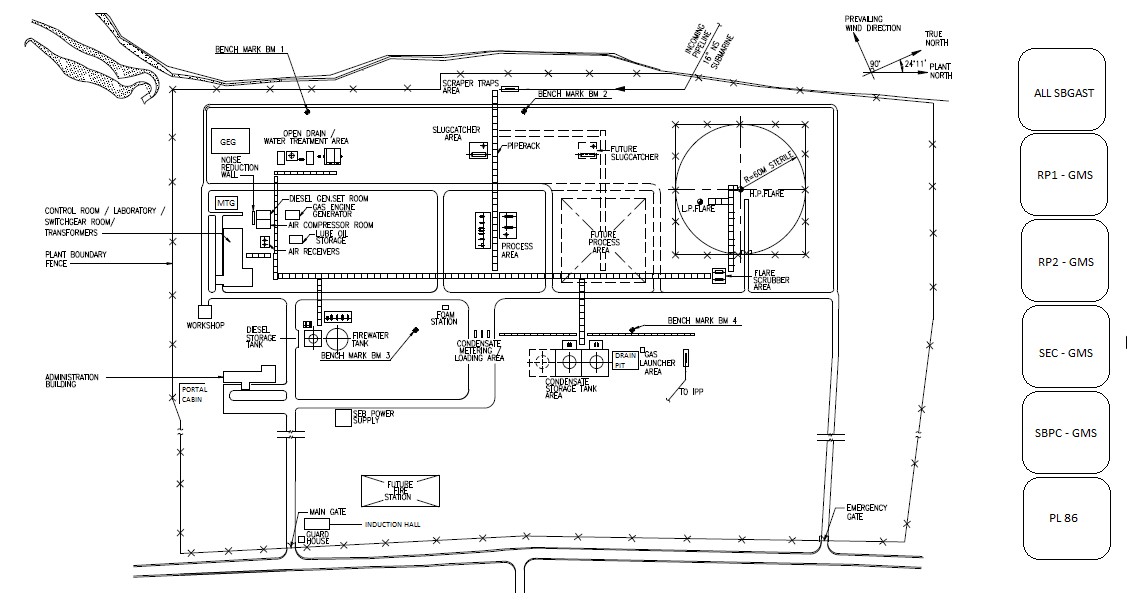 BENCH MARK BM 1
INCOMING
PIPELINE
16" NS
SUBMARINE
PREVAILING
WIND DIRECTION
TRUE
NORTH
90'
24°11'
PLANT
NORTH
SCRAPER TRAPS
AREA
BENCH MARK BM 2
ALL SBGAST
GEG
OPEN DRAIN /
WATER TREATMENT AREA
SLUGCATCHER
AREA
PIPERACK
FUTURE
SLUGCATCHER
NOISE
REDUCTION
WALL
R=60M STERILE
H.P.FLARE
L.P.FLARE
RP1 - GMS
MTG
DIESEL GEN.SET ROOM
GAS ENGINE
GENERATOR
AIR COMPRESSOR ROOM
LUBE OIL
STORAGE
AIR RECEIVERS
CONTROL ROOM / LABORATORY /
SWITCHGEAR ROOM/
TRANSFORMERS
PLANT BOUNDARY
FENCE
PROCESS
AREA
FUTURE
PROCESS
AREA
FLARE
SCRUBBER
AREA
RP2 - GMS
WORKSHOP
DIESEL
STORAGE
TANK
FIREWATER
TANK
BENCH MARK BM 3
FOAM
STATION
CONDENSATE
METERING
LOADING AREA
BENCH MARK BM 4
DRAIN
PIT
GAS
LAUNCHER
AREA
CONDENSATE
STORAGE TANK
AREA
TO IPP
SEC - GMS
ADMINISTRATION
BUILDING
PORTAL
CABIN
SEB POWER
SUPPLY
SBPC - GMS
FUTURE
FIRE
STATION
MAIN GATE
INDUCTION HALL
GUARD
HOUSE
EMERGENCY
GATE
PL 86